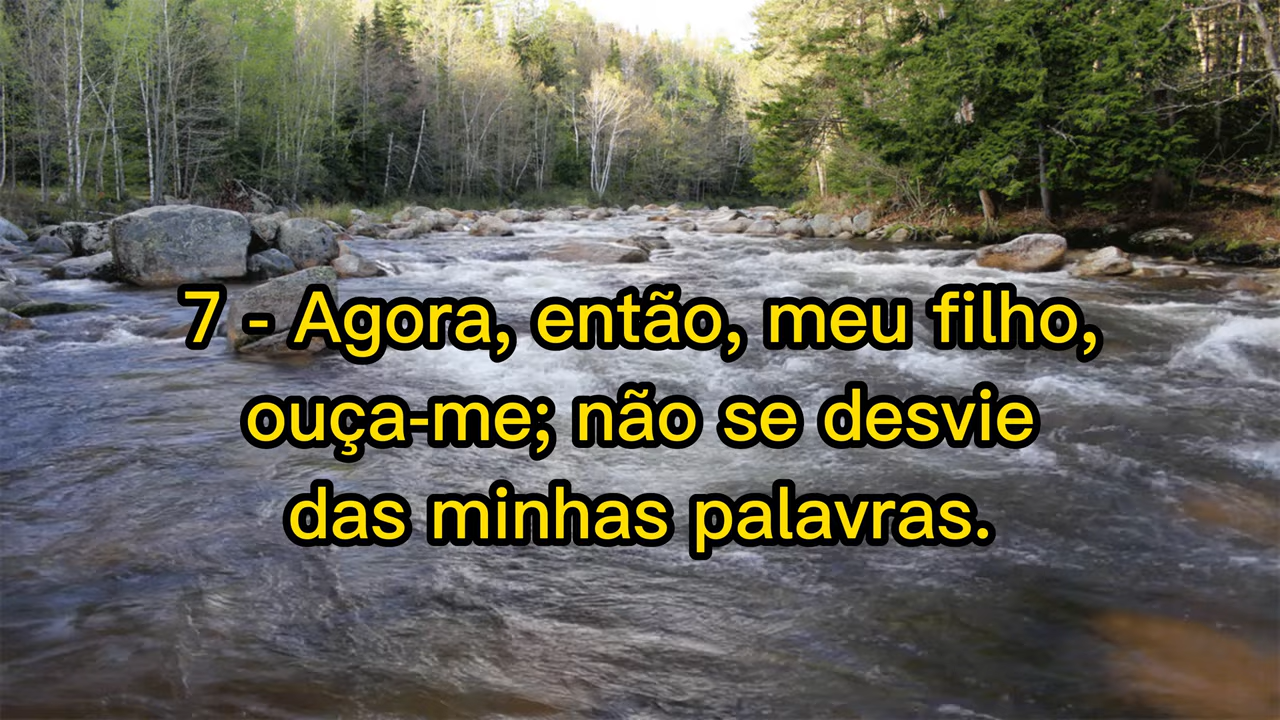 7 - Agora, então, meu filho,
ouça-me; não se desvie
das minhas palavras.